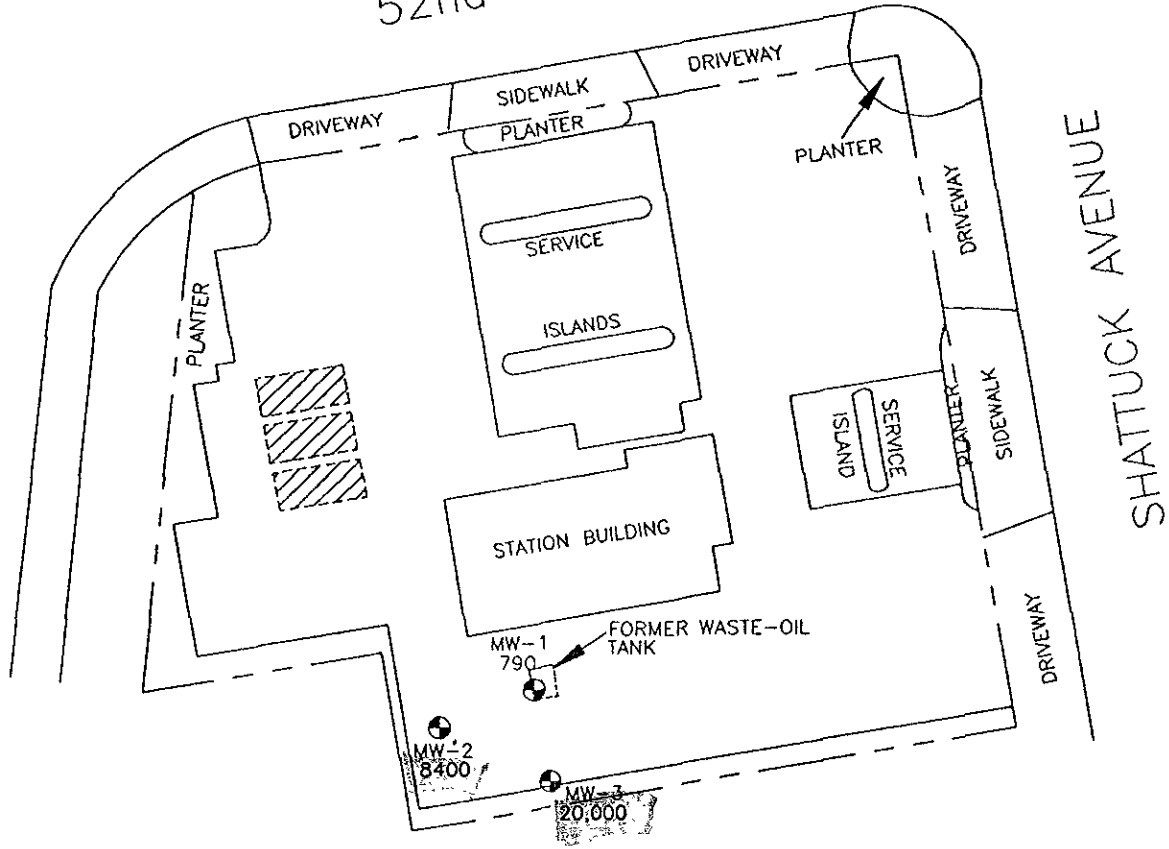 52nd
DRIVEWAY
SIDEWALK
DRIVEWAY
PLANTER
PLANTER
SERVICE
ISLANDS
PLANTER
DRIVEWAY
SHATTUCK AVENUE
SERVICE
ISLAND
PLANTER
SIDEWALK
STATION BUILDING
DRIVEWAY
FORMER WASTE-OIL
TANK
MW-1
790
MW-2
8400
MW-3
20,000